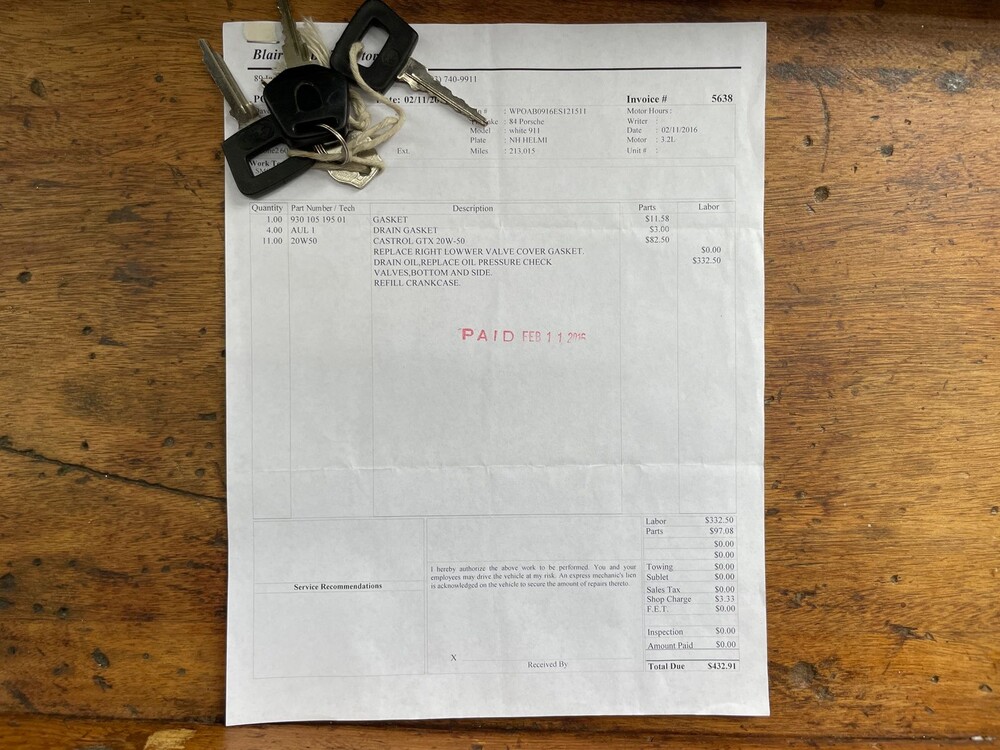 Blair
740-9911
02/11/20
Invoice # 5638
: WPOAB0916ES121511
Motor Hours :
: 84 Porsche
Writer :
Model : white 911
Date : 02/11/2016
Plate : NH HELMI
Motor : 3.2L
Ext.
Miles : 213,015
Unit # :
Work
Quantity Part Number / Tech Description Parts Labor
1.00 930 105 195 01 GASKET $11.58
4.00 AUL 1 DRAIN GASKET $3.00
11.00 20W50 CASTROL GTX 20W-50 $82.50
REPLACE RIGHT LOWWER VALVE COVER GASKET. $0.00
DRAIN OIL,REPLACE OIL PRESSURE CHECK $332.50
VALVES,BOTTOM AND SIDE.
REFILL CRANKCASE.
PAID FEB 11 2016
Labor $332.50
Parts $97.08
$0.00
$0.00
Towing $0.00
Sublet $0.00
Sales Tax $0.00
Shop Charge $3.33
F.E.T. $0.00
Inspection $0.00
Amount Paid $0.00
Total Due $432.91
I hereby authorize the above work to be performed. You and your
employees may drive the vehicle at my risk. An express mechanic's lien
is acknowledged on the vehicle to secure the amount of repairs thereto.
Service Recommendations
X
Received By